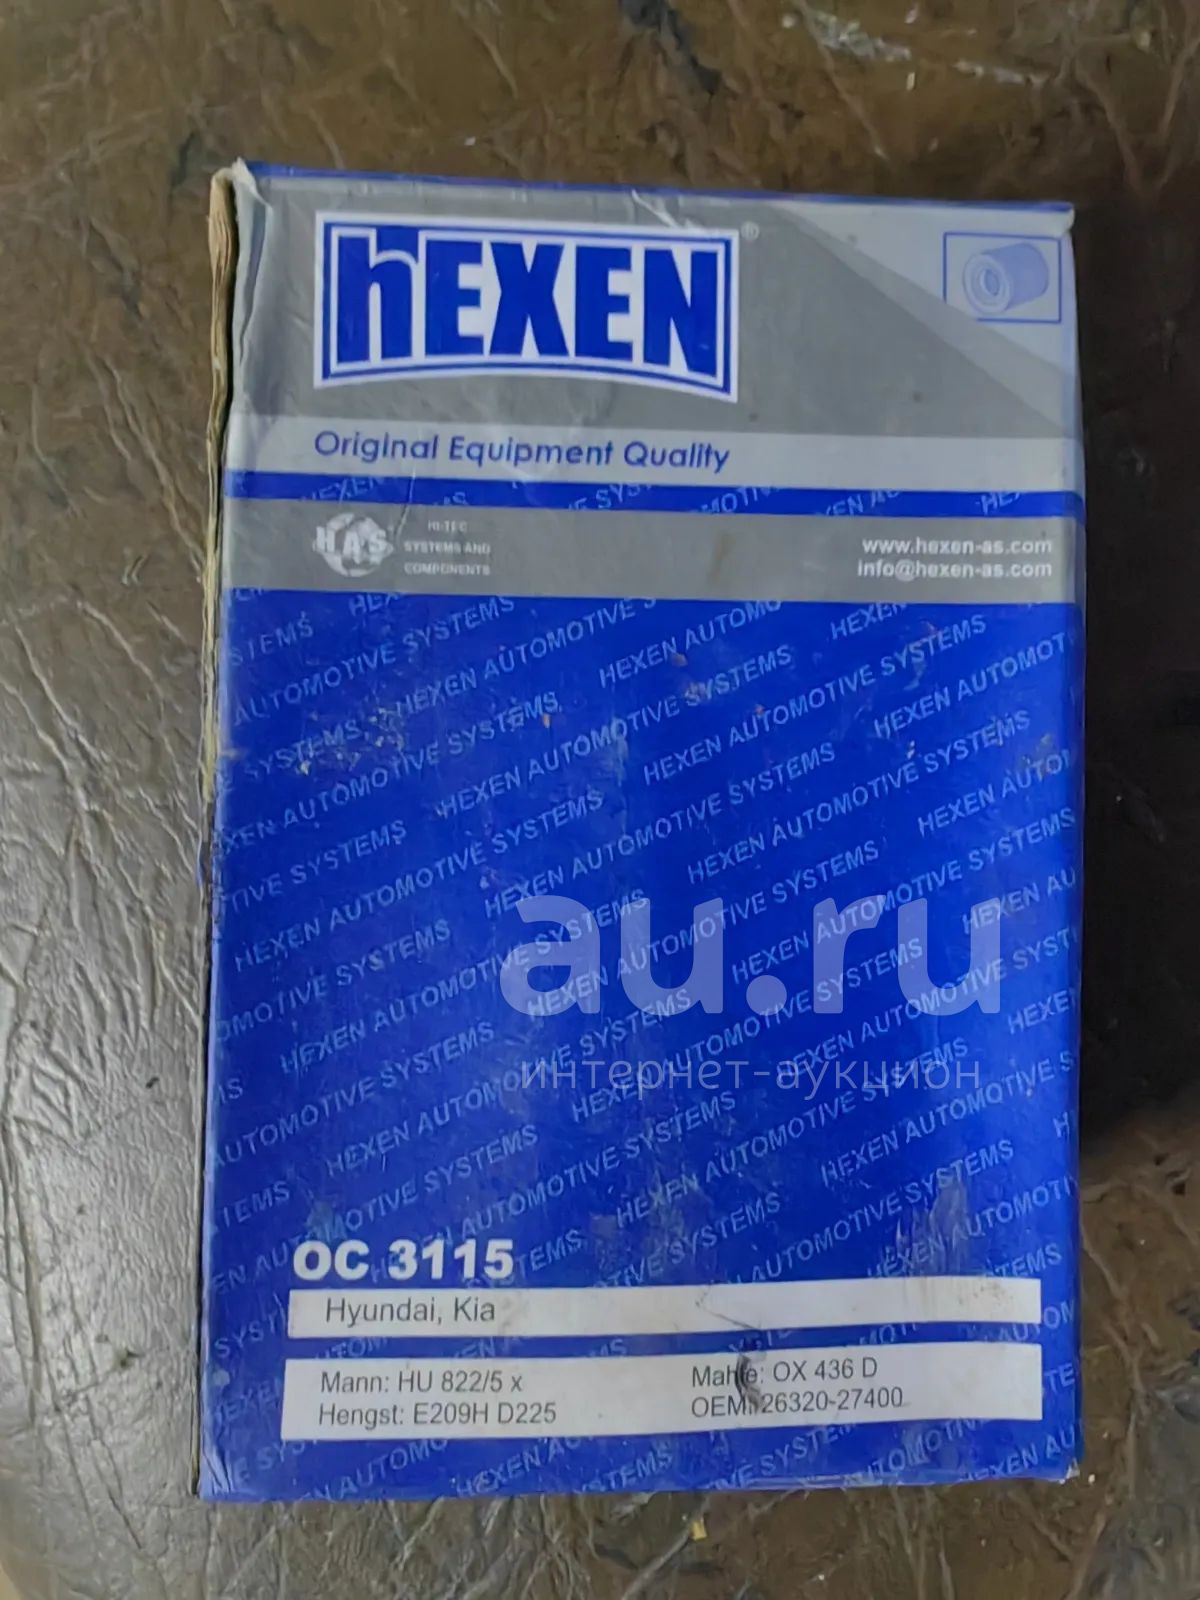 hEXEN®
Original Equipment Quality
HAS
HI-TEC
SYSTEMS AND
COMPONENTS
www.hexen-as.com
info@hexen-as.com
HEXEN AUTOMOTIVE SYSTEMS
au.ru
интернет-аукцион
OC 3115
Hyundai, Kia
Mann: HU 822/5 x
Hengst: E209H D225
Mahle: OX 436 D
OEM: 26320-27400